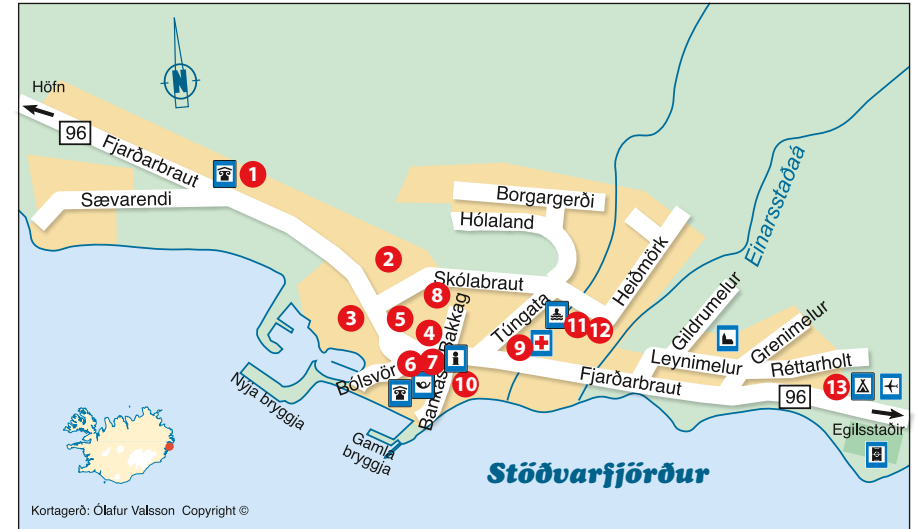 N
Höfn
96
Fjarðarbraut
1
Sævarendi
Borgargerði
Hólaland
Einarsstaðaá
2
Skólabraut
Heiðmörk
8
3
5
4
Bakkag
Túngata
11
12
9
Gildrumelur
Grenimelur
Leynimelur
Réttarholt
6
7
10
Bólsvör
Fjarðarbraut
13
96
Nýja bryggja
Gamla
bryggja
Egilsstaðir
Stöðvarfjörður
Kortagerð: Ólafur Valsson Copyright ©